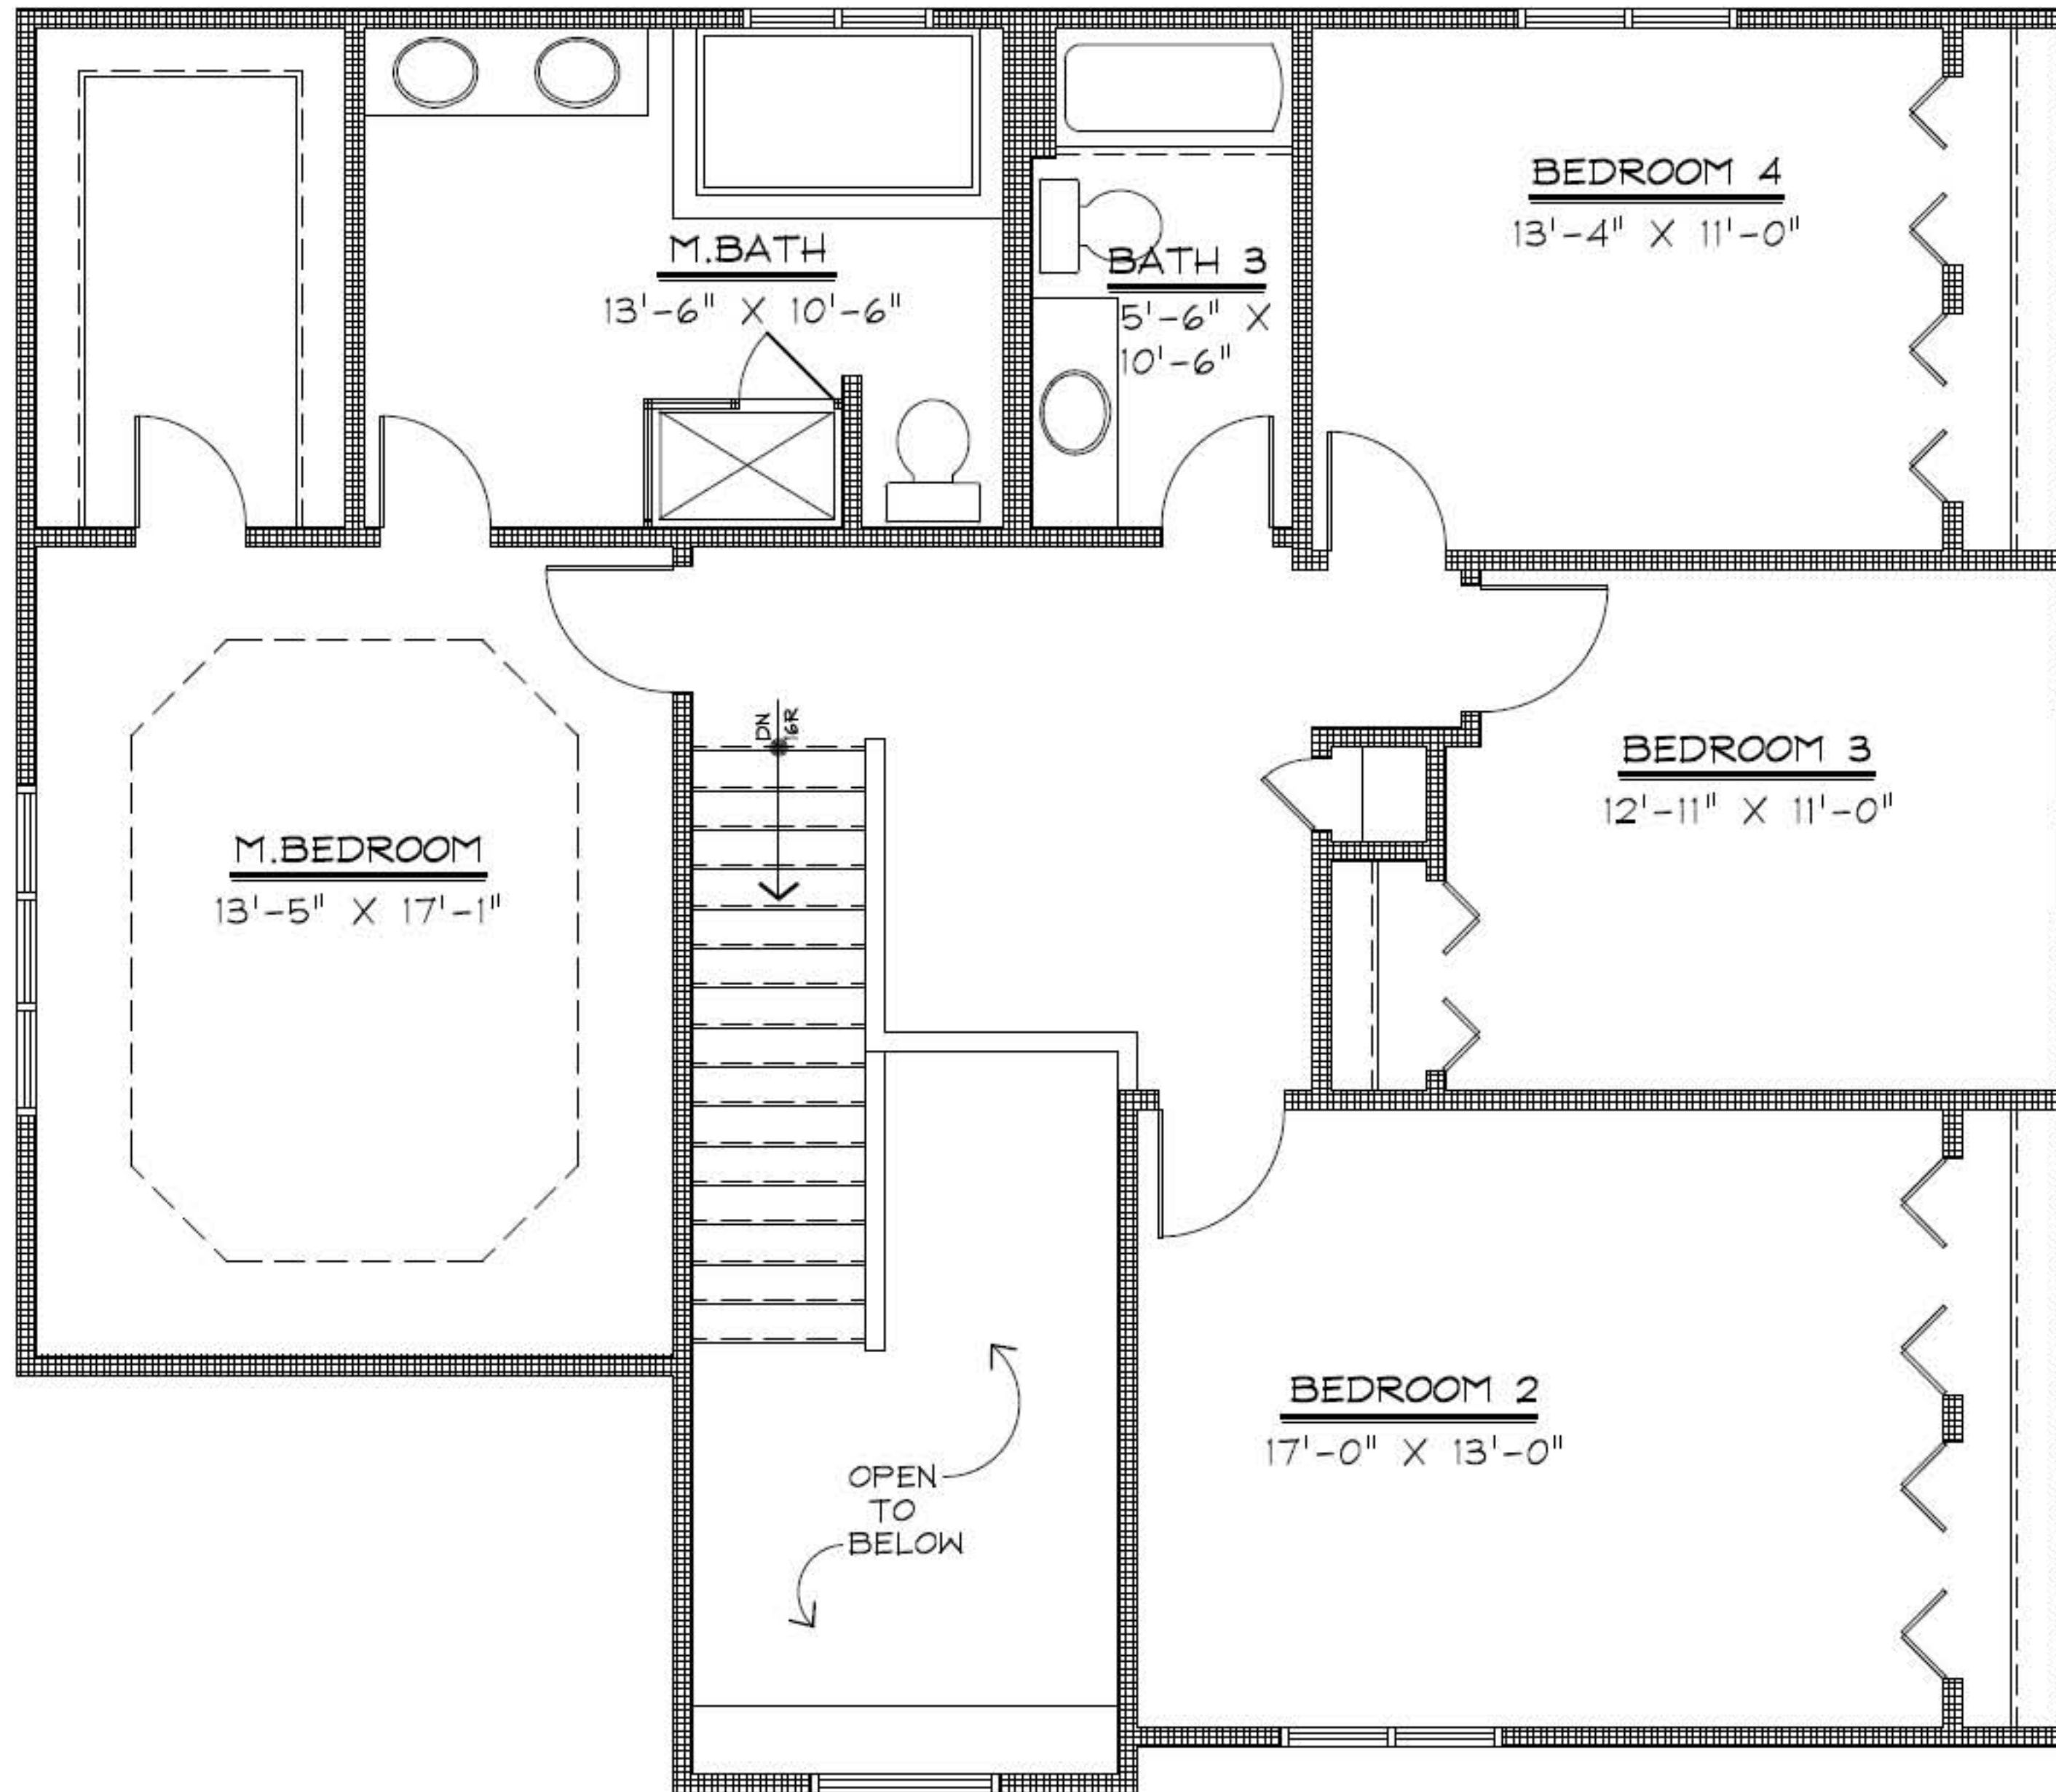 M.BATH
13'-6" X 10'-6"
BATH 3
5'-6" X
10'-6"
BEDROOM 4
13'-4" X 11'-0"
DN
16R
M.BEDROOM
13'-5" X 17'-1"
BEDROOM 3
12'-11" X 11'-0"
BEDROOM 2
17'-0" X 13'-0"
OPEN
TO
BELOW